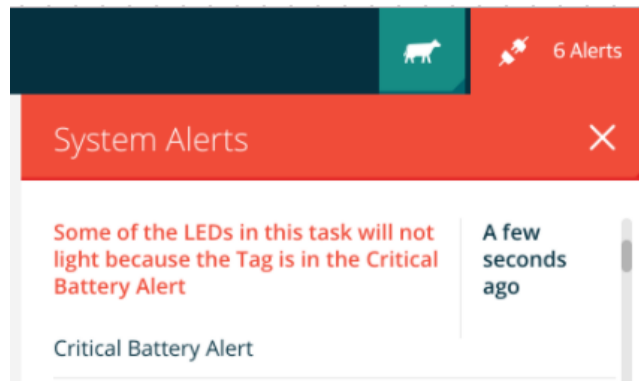 6 Alerts
System Alerts
Some of the LEDs in this task will not
light because the Tag is in the Critical
Battery Alert
A few
seconds
ago
Critical Battery Alert